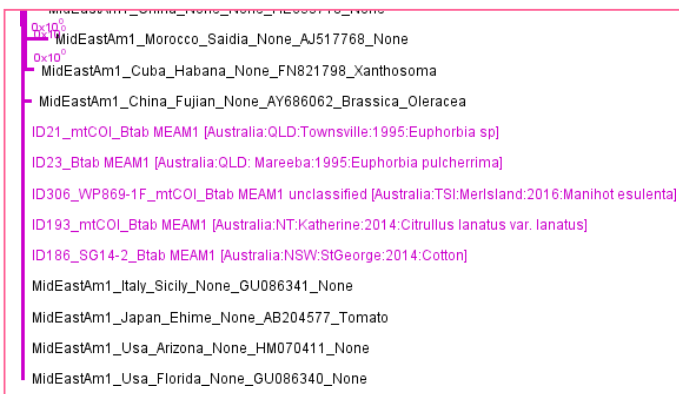 0x10⁰
0x10⁰
MidEastAm1_Morocco_Saidia_None_AJ517768_None
0x10⁰
MidEastAm1_Cuba_Habana_None_FN821798_Xanthosoma
MidEastAm1_China_Fujian_None_AY686062_Brassica_Oleracea
ID21_mtCOI_Btab MEAM1 [Australia:QLD:Townsville:1995:Euphorbia sp]
ID23_Btab MEAM1 [Australia:QLD: Mareeba:1995:Euphorbia pulcherrima]
ID306_WP869-1F_mtCOI_Btab MEAM1 unclassified [Australia:TSI:MerIsland:2016:Manihot esulenta]
ID193_mtCOI_Btab MEAM1 [Australia:NT:Katherine:2014:Citrullus lanatus var. lanatus]
ID186_SG14-2_Btab MEAM1 [Australia:NSW:StGeorge:2014:Cotton]
MidEastAm1_Italy_Sicily_None_GU086341_None
MidEastAm1_Japan_Ehime_None_AB204577_Tomato
MidEastAm1_Usa_Arizona_None_HM070411_None
MidEastAm1_Usa_Florida_None_GU086340_None